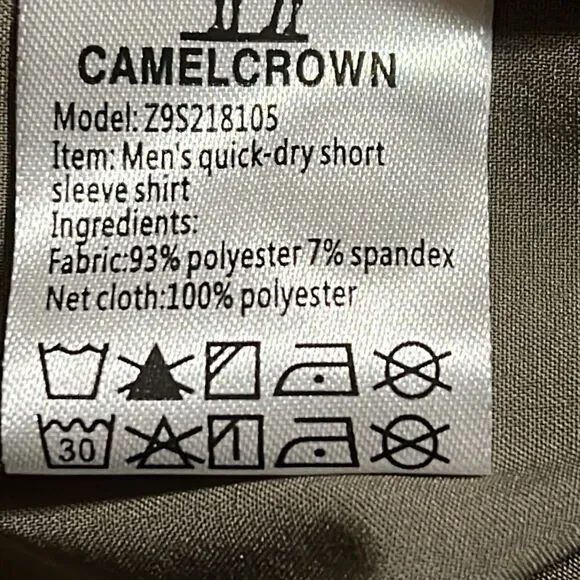 CAMELCROWN
Model: Z9S218105
Item: Men's quick-dry short
sleeve shirt
Ingredients:
Fabric:93% polyester 7% spandex
Net cloth:100% polyester
30